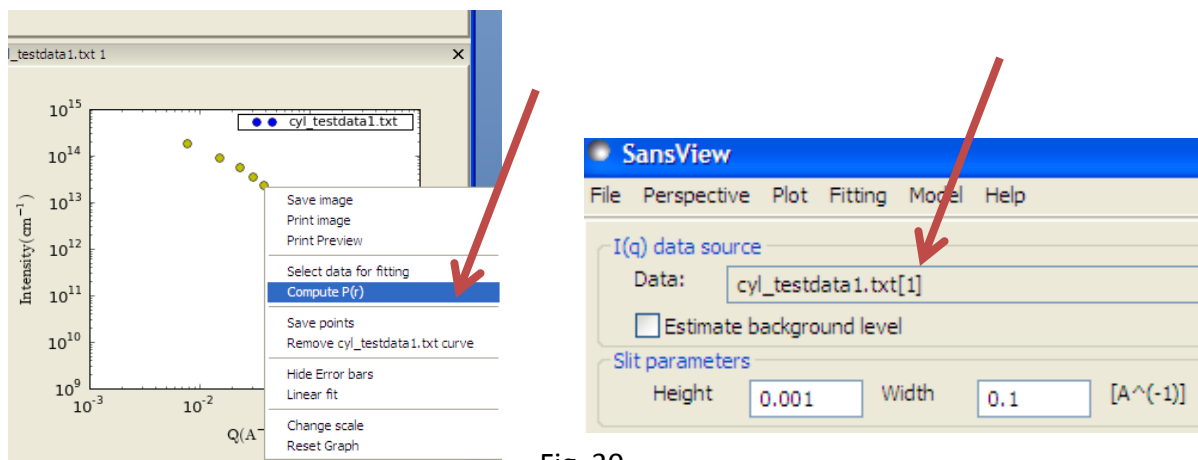 _testdata1.txt 1
10^15
cyl_testdata1.txt
10^14
10^13
10^12
10^11
10^10
10^9
Intensity(cm^-1)
10^-3
10^-2
Q(A^-
Save image
Print image
Print Preview
Select data for fitting
Compute P(r)
Save points
Remove cyl_testdata1.txt curve
Hide Error bars
Linear fit
Change scale
Reset Graph
SansView
File Perspective Plot Fitting Model Help
I(q) data source
Data: cyl_testdata1.txt[1]
Estimate background level
Slit parameters
Height 0.001 Width 0.1 [A^(-1)]